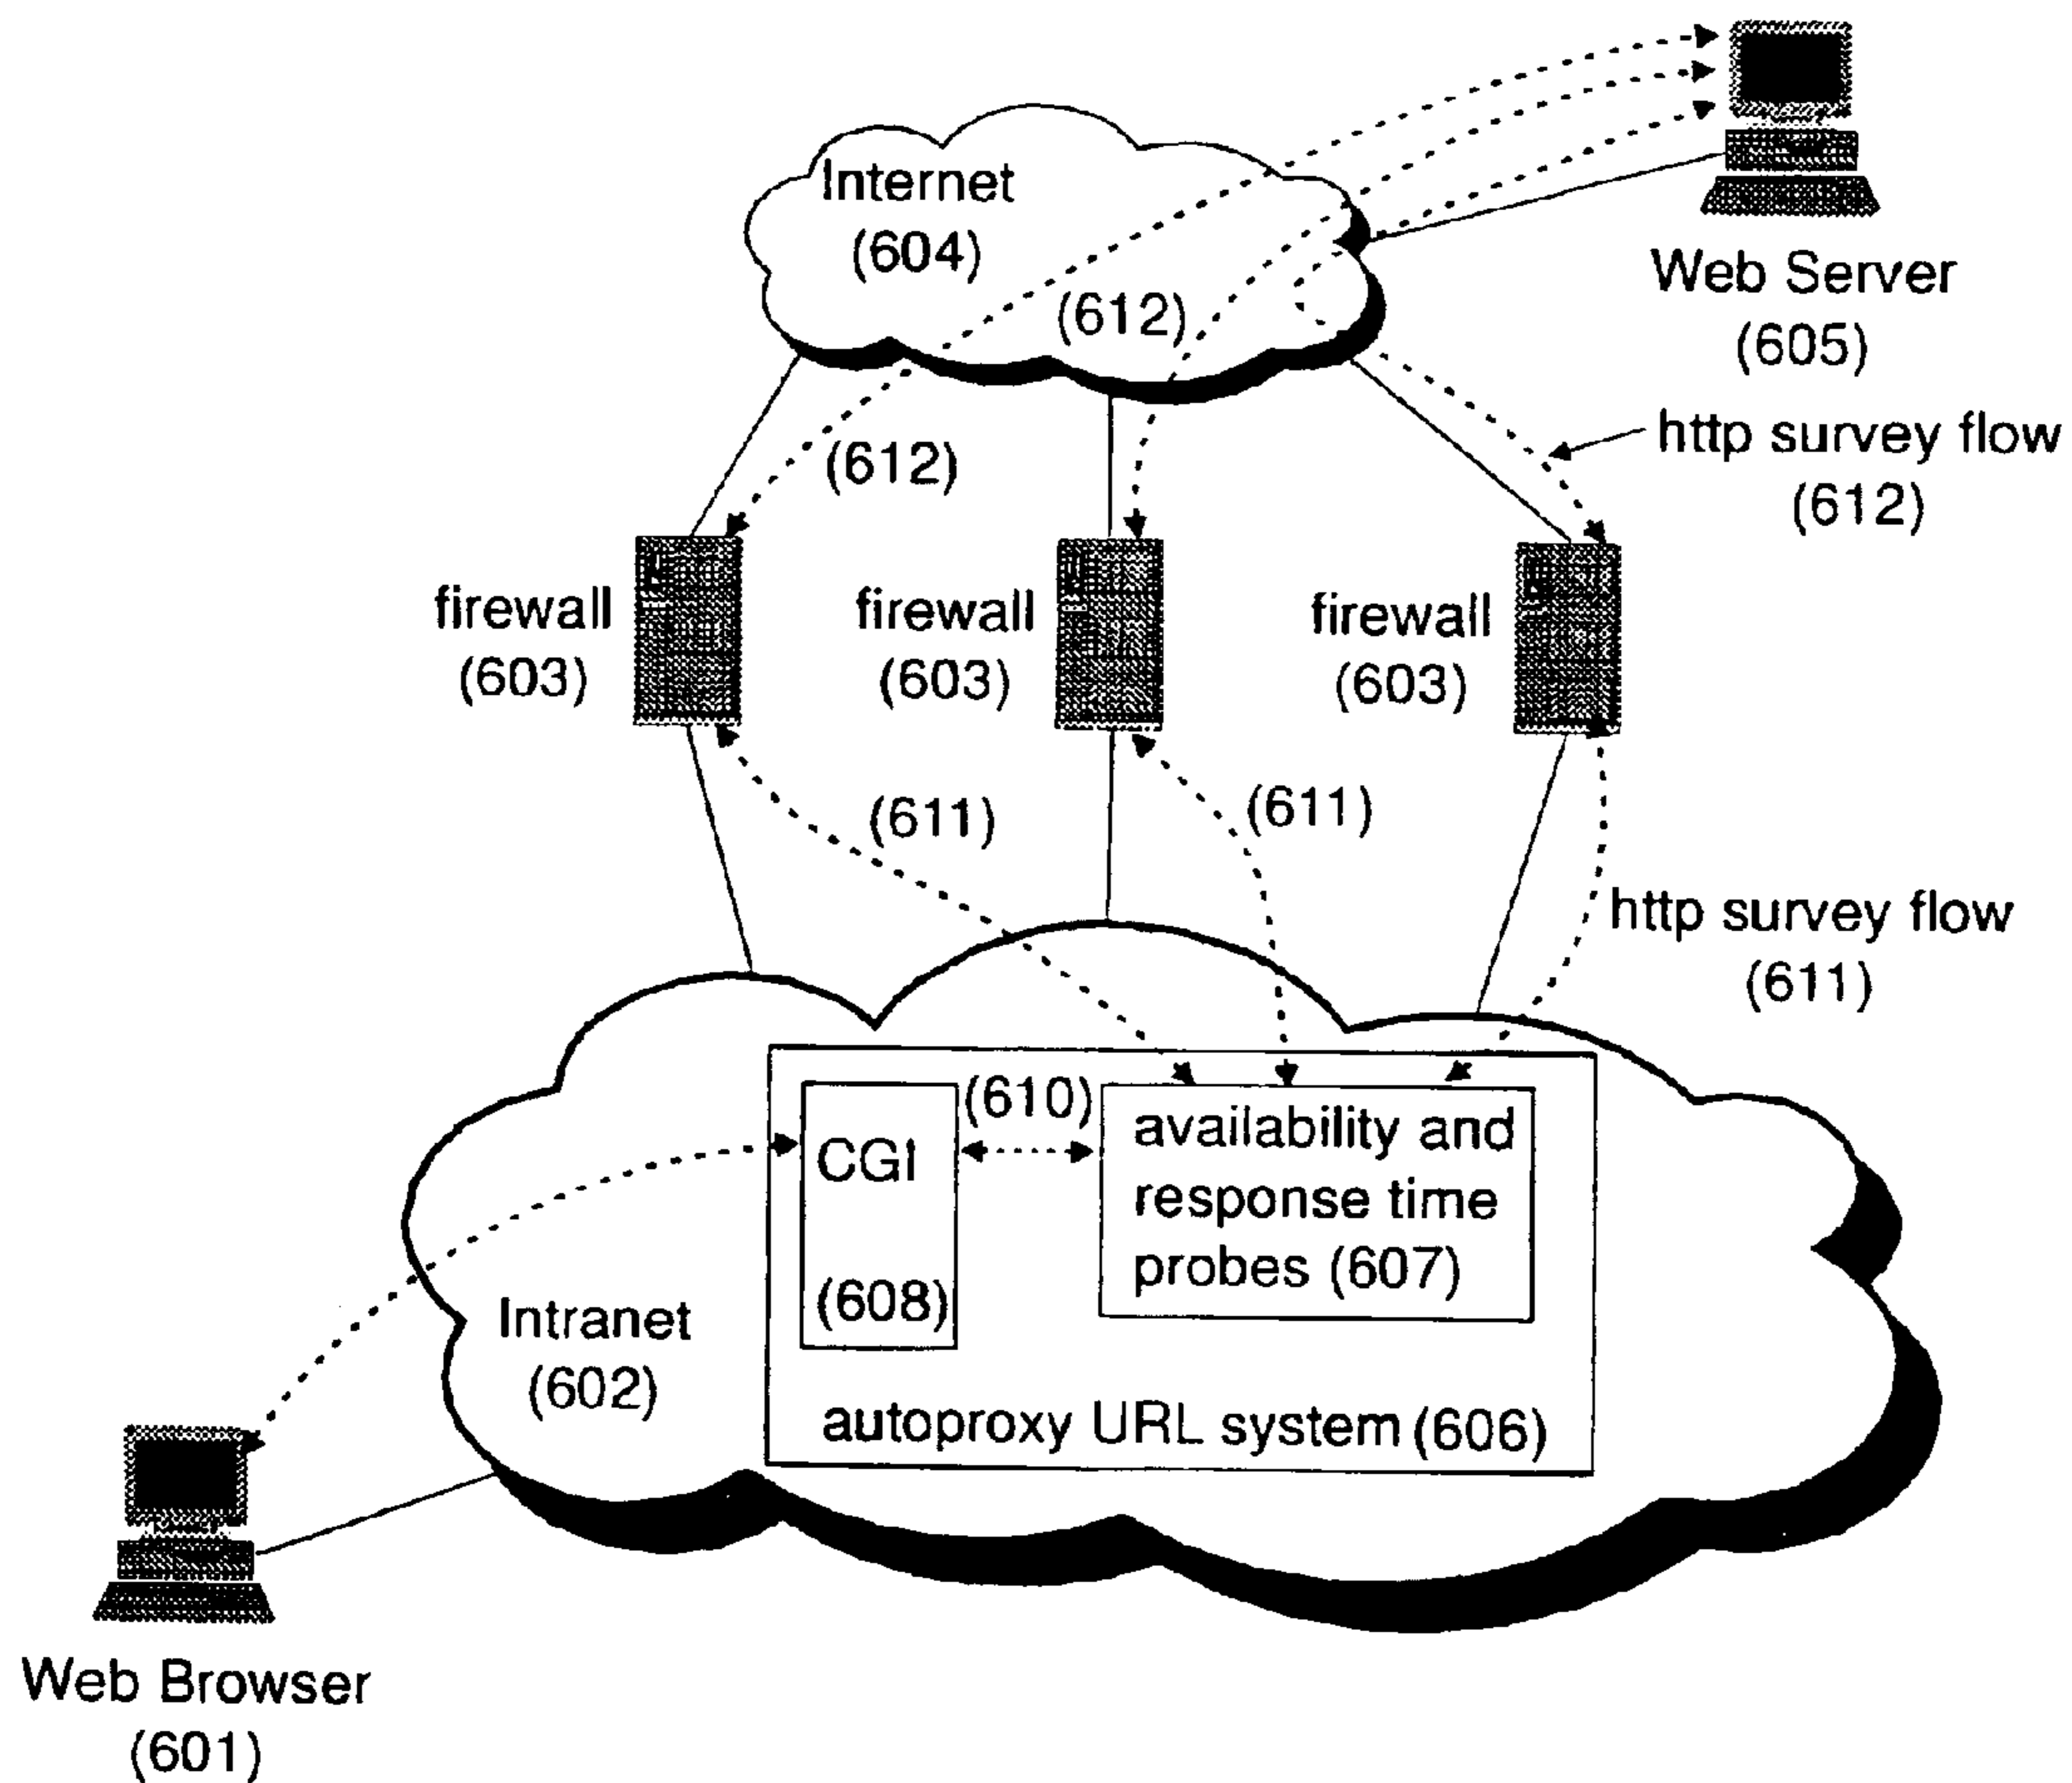 Internet
(604)
(612)
Web Server
(605)
http survey flow
(612)
(612)
firewall
(603)
firewall
(603)
firewall
(603)
(611)
(611)
http survey flow
(611)
(610)
CGI
(608)
availability and
response time
probes (607)
Intranet
(602)
autoproxy URL system (606)
Web Browser
(601)